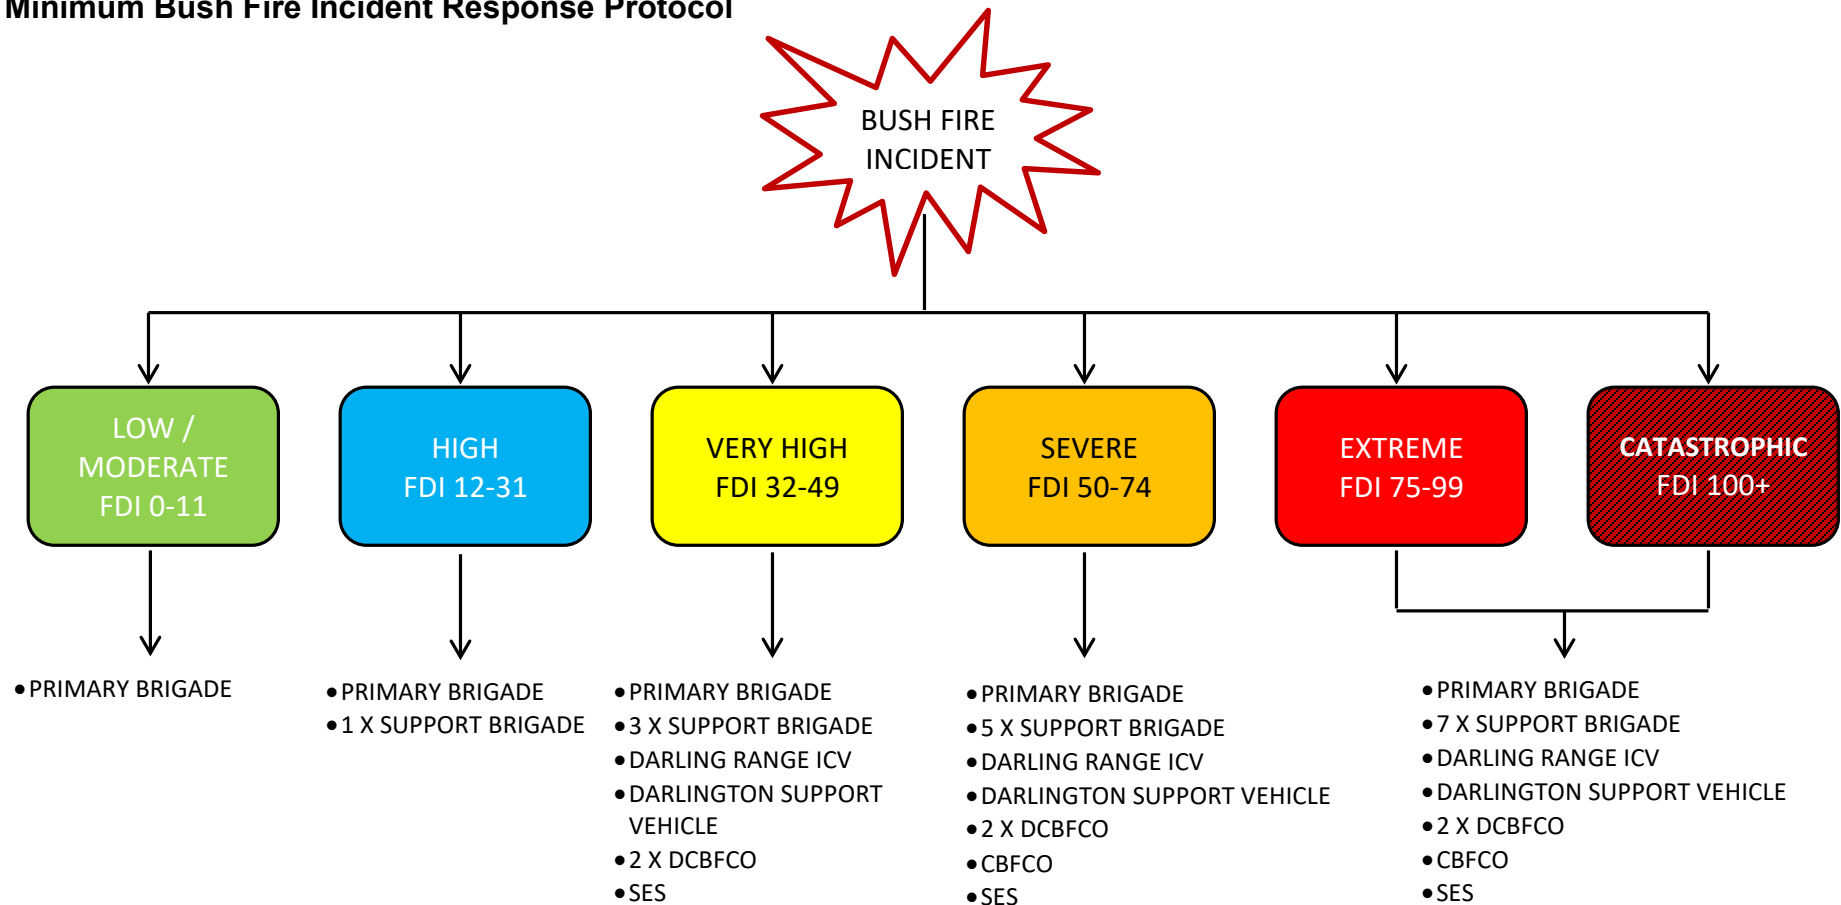 Minimum Bush Fire Incident Response Protocol
BUSH FIRE
INCIDENT
LOW /
MODERATE
FDI 0-11
HIGH
FDI 12-31
VERY HIGH
FDI 32-49
SEVERE
FDI 50-74
EXTREME
FDI 75-99
CATASTROPHIC
FDI 100+
•PRIMARY BRIGADE
•PRIMARY BRIGADE
•1 X SUPPORT BRIGADE
•PRIMARY BRIGADE
•3 X SUPPORT BRIGADE
•DARLING RANGE ICV
•DARLINGTON SUPPORT
VEHICLE
•2 X DCBFCO
•SES
•PRIMARY BRIGADE
•5 X SUPPORT BRIGADE
•DARLING RANGE ICV
•DARLINGTON SUPPORT VEHICLE
•2 X DCBFCO
•CBFCO
•SES
•PRIMARY BRIGADE
•7 X SUPPORT BRIGADE
•DARLING RANGE ICV
•DARLINGTON SUPPORT VEHICLE
•2 X DCBFCO
•CBFCO
•SES